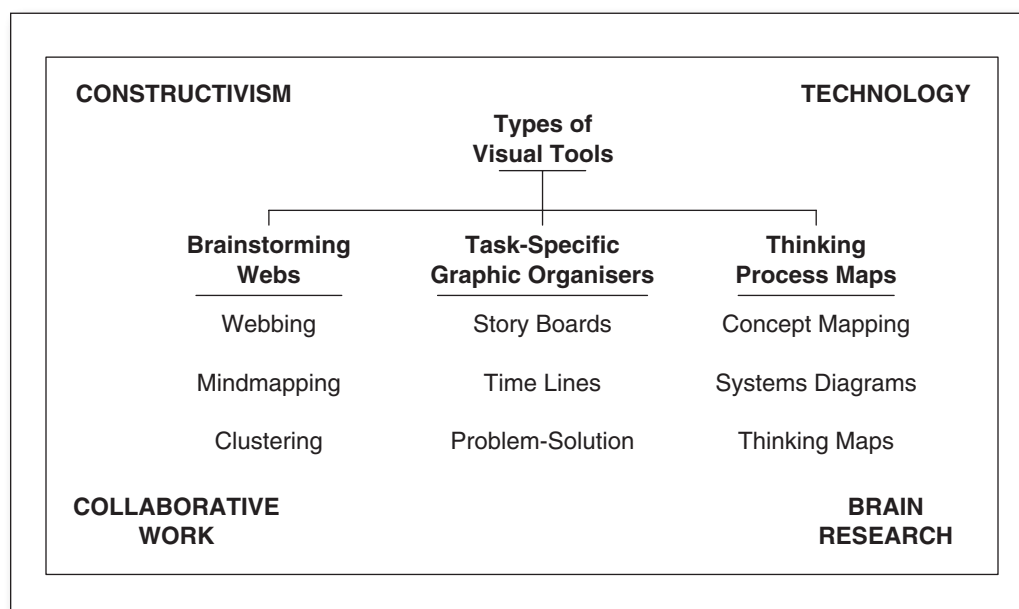 CONSTRUCTIVISM
TECHNOLOGY
Types of
Visual Tools
Brainstorming
Webs
Task-Specific
Graphic Organisers
Thinking
Process Maps
Webbing
Story Boards
Concept Mapping
Mindmapping
Time Lines
Systems Diagrams
Clustering
Problem-Solution
Thinking Maps
COLLABORATIVE
WORK
BRAIN
RESEARCH